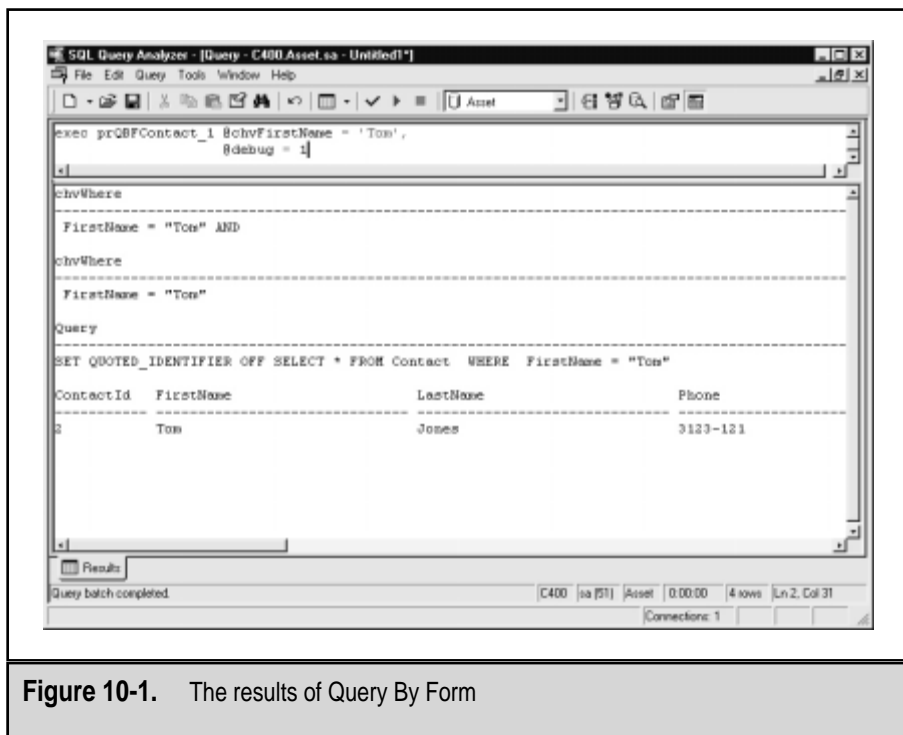 SQL Query Analyzer - [Query - C400.Asset.sa - Untitled1*]
File Edit Query Tools Window Help
Asset
exec prQBFContact_1 @chvFirstName = 'Tom',
@debug = 1
chvWhere
--------------------------------------------------------------------------------
FirstName = "Tom" AND
chvWhere
--------------------------------------------------------------------------------
FirstName = "Tom"
Query
--------------------------------------------------------------------------------
SET QUOTED_IDENTIFIER OFF SELECT * FROM Contact WHERE FirstName = "Tom"
ContactId FirstName LastName Phone
----------- ------------------------------ ------------------------------ --------------------
2 Tom Jones 3123-121
Results
Query batch completed. C400 sa (51) Asset 0:00:00 4 rows Ln 2, Col 31
Connections: 1
Figure 10-1. The results of Query By Form